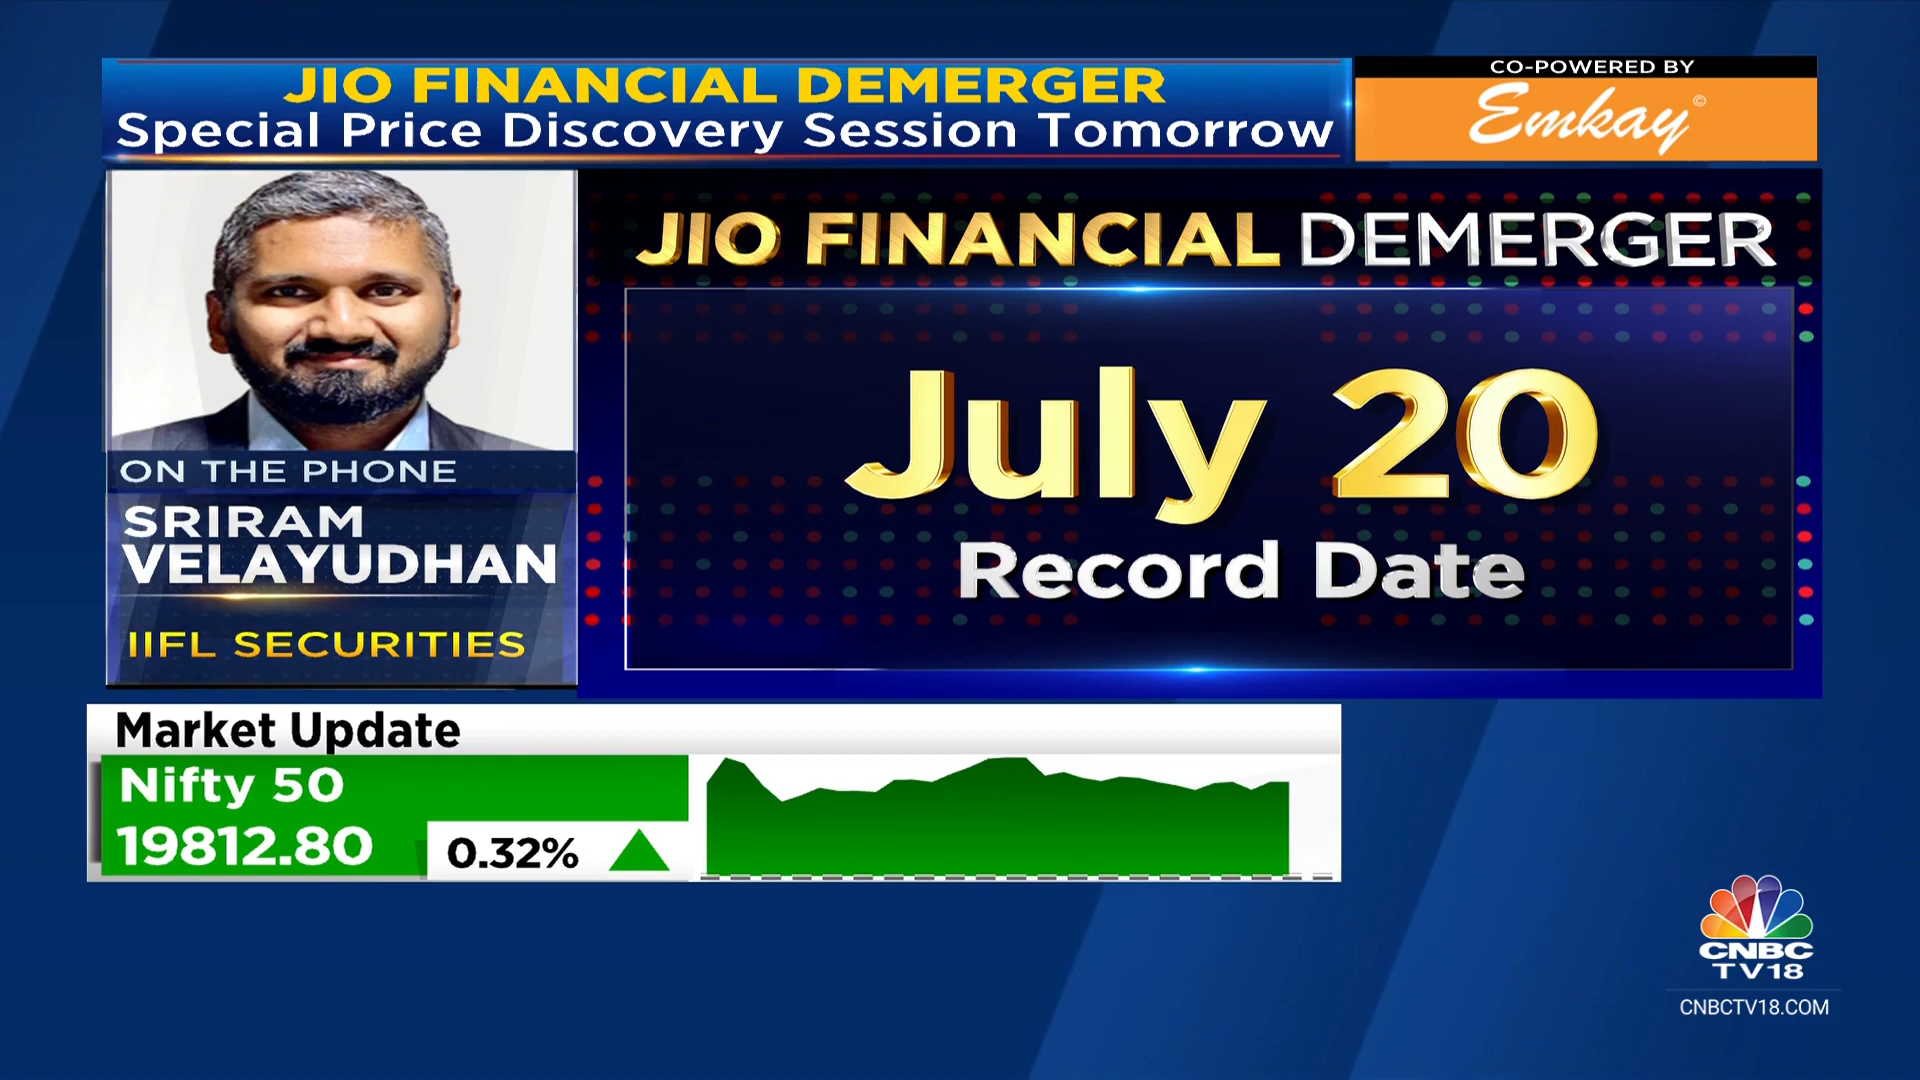 JIO FINANCIAL DEMERGER
Special Price Discovery Session Tomorrow
CO-POWERED BY
Emkay©
JIO FINANCIAL DEMERGER
July 20
Record Date
ON THE PHONE
SRIRAM
VELAYUDHAN
IIFL SECURITIES
Market Update
Nifty 50
19812.80
0.32%
CNBC
TV18
CNBCTV18.COM